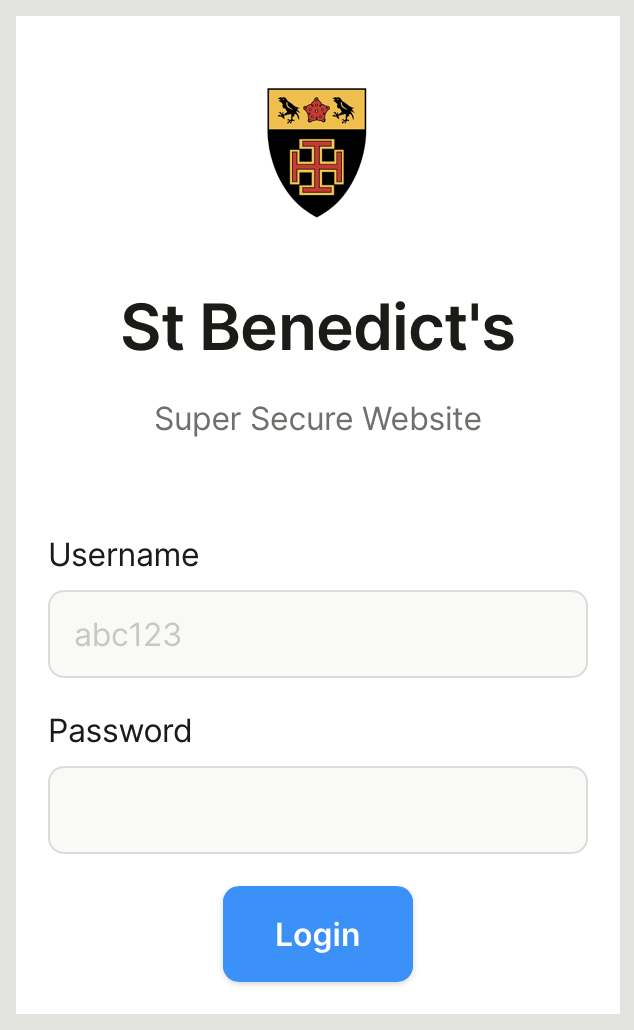 St Benedict's
Super Secure Website
Username
abc123
Password
Login